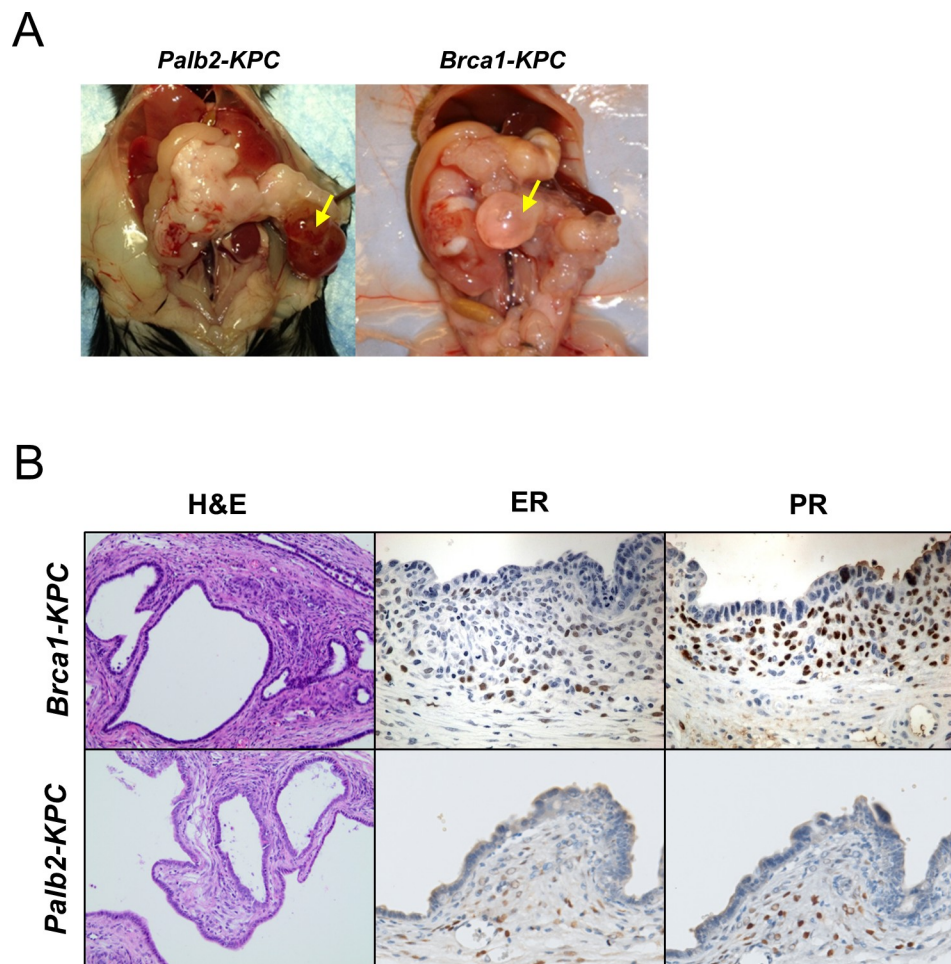 A
Palb2-KPC Brca1-KPC
B
H&E ER PR
Brca1-KPC
Palb2-KPC